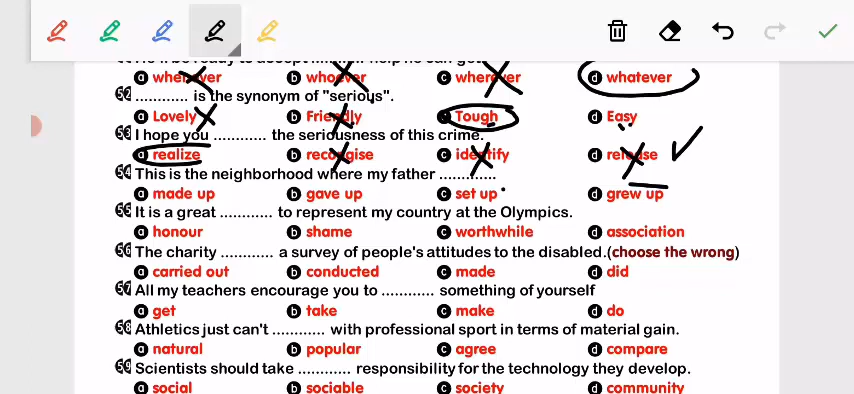 He'll be ready to accept ............ help he can get
ⓐ whenever ⓑ whoever ⓒ wherever ⓓ whatever
52 ............ is the synonym of "serious".
ⓐ Lovely ⓑ Friendly ⓒ Tough ⓓ Easy
53 I hope you ............ the seriousness of this crime.
ⓐ realize ⓑ recognise ⓒ identify ⓓ release
54 This is the neighborhood where my father ............
ⓐ made up ⓑ gave up ⓒ set up ⓓ grew up
55 It is a great ............ to represent my country at the Olympics.
ⓐ honour ⓑ shame ⓒ worthwhile ⓓ association
56 The charity ............ a survey of people's attitudes to the disabled.(choose the wrong)
ⓐ carried out ⓑ conducted ⓒ made ⓓ did
57 All my teachers encourage you to ............ something of yourself
ⓐ get ⓑ take ⓒ make ⓓ do
58 Athletics just can't ............ with professional sport in terms of material gain.
ⓐ natural ⓑ popular ⓒ agree ⓓ compare
59 Scientists should take ............ responsibility for the technology they develop.
ⓐ social ⓑ sociable ⓒ society ⓓ community